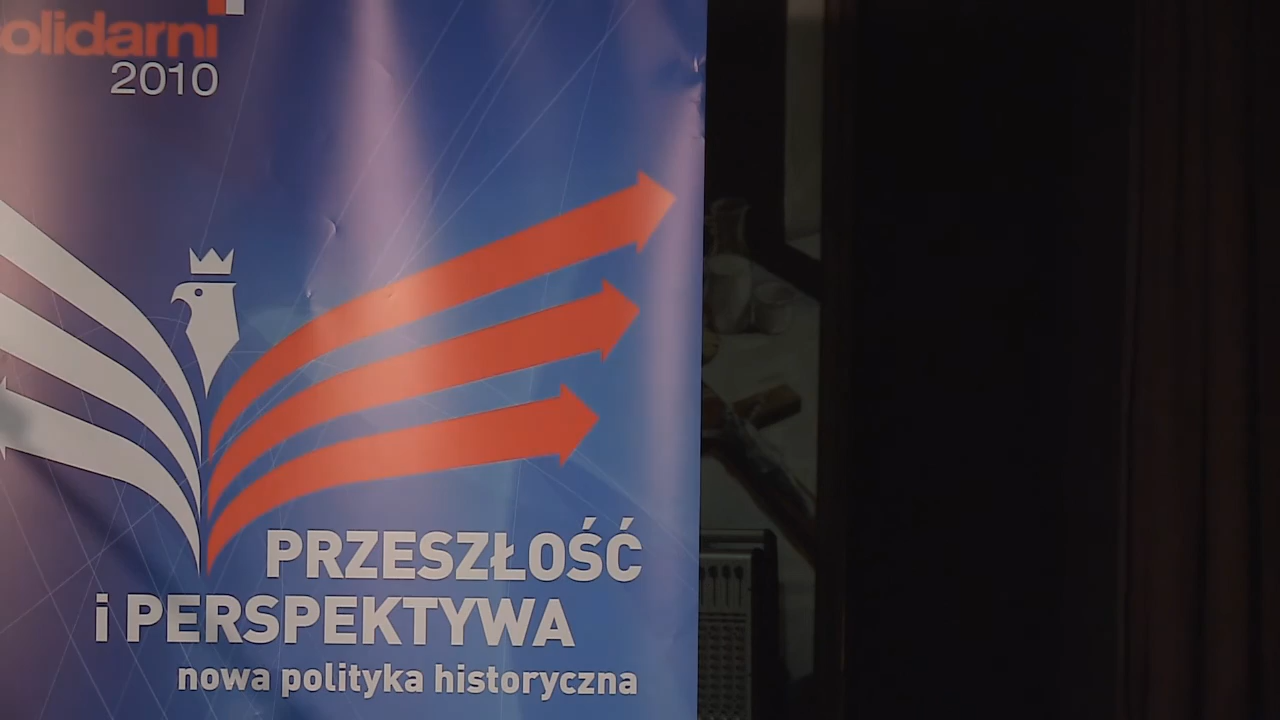 olidarni
2010
PRZESZŁOŚĆ
i PERSPEKTYWA
nowa polityka historyczna